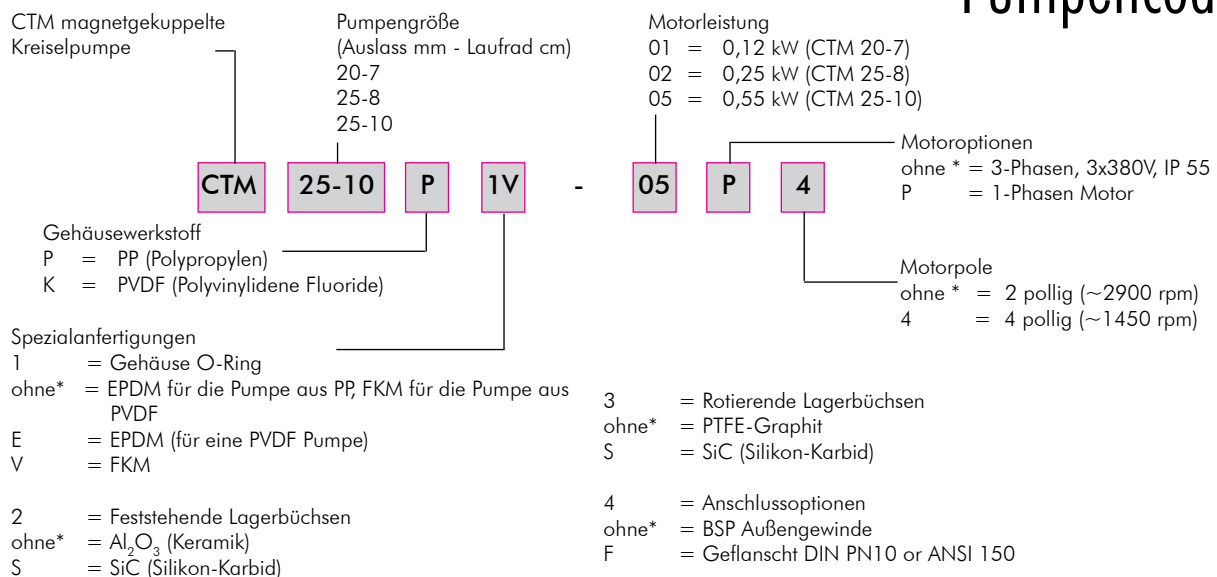 Pumpencod
CTM magnetgekuppelte
Kreiselpumpe
Pumpengröße
(Auslass mm - Laufrad cm)
20-7
25-8
25-10
Motorleistung
01 = 0,12 kW (CTM 20-7)
02 = 0,25 kW (CTM 25-8)
05 = 0,55 kW (CTM 25-10)
Motoroptionen
ohne * = 3-Phasen, 3x380V, IP 55
P = 1-Phasen Motor
CTM 25-10 P 1V - 05 P 4
Gehäusewerkstoff
P = PP (Polypropylen)
K = PVDF (Polyvinylidene Fluoride)
Motorpole
ohne * = 2 pollig (~2900 rpm)
4 = 4 pollig (~1450 rpm)
Spezialanfertigungen
1 = Gehäuse O-Ring
ohne* = EPDM für die Pumpe aus PP, FKM für die Pumpe aus
PVDF
E = EPDM (für eine PVDF Pumpe)
V = FKM
2 = Feststehende Lagerbüchsen
ohne* = Al₂O₃ (Keramik)
S = SiC (Silikon-Karbid)
3 = Rotierende Lagerbüchsen
ohne* = PTFE-Graphit
S = SiC (Silikon-Karbid)
4 = Anschlussoptionen
ohne* = BSP Außengewinde
F = Geflanscht DIN PN10 or ANSI 150